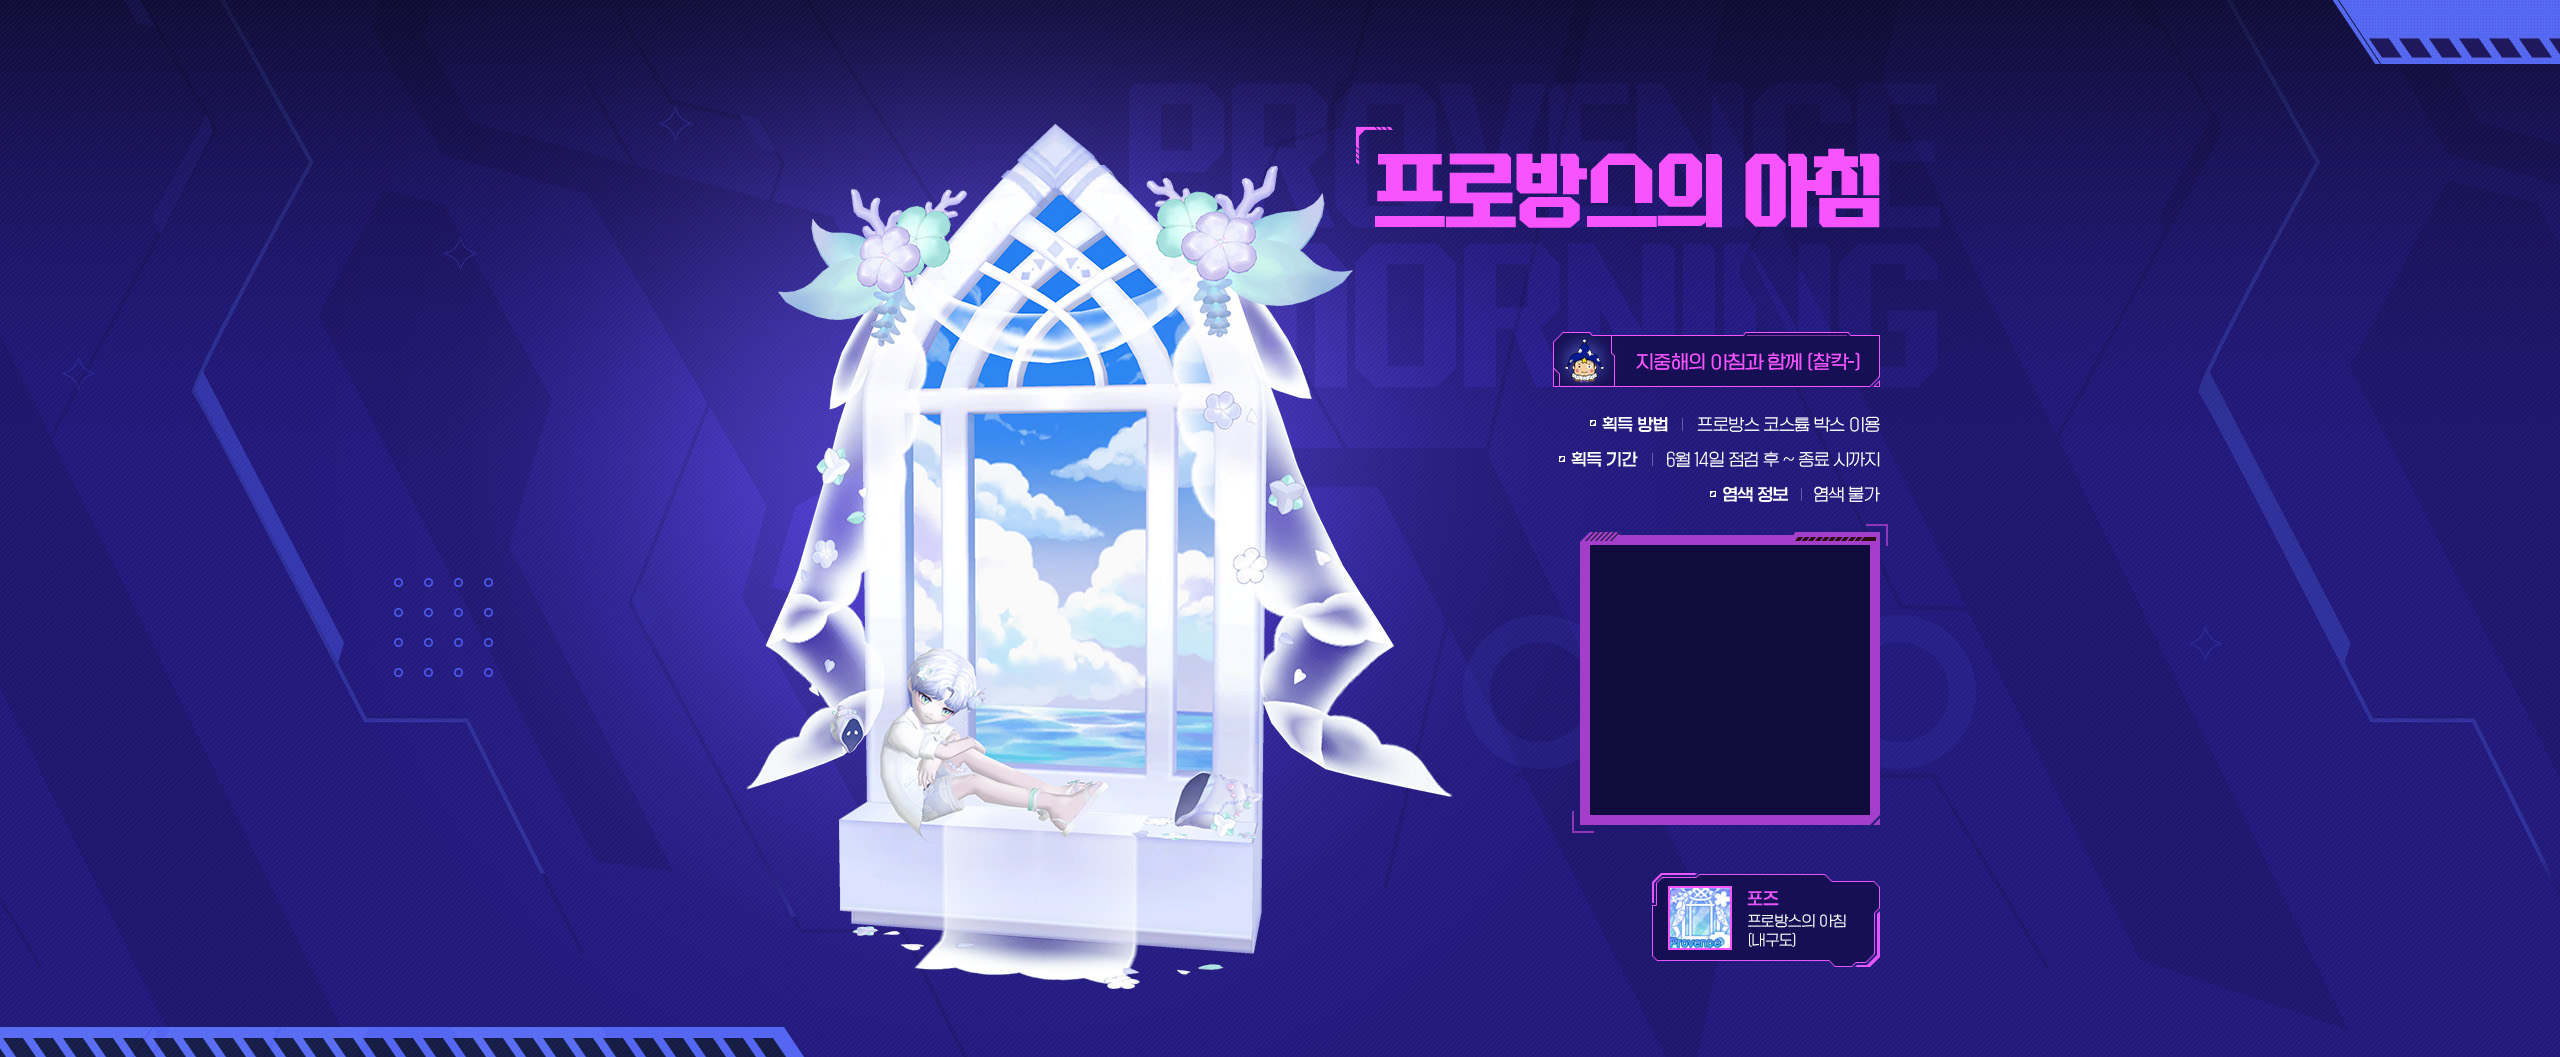 PROVENCE
MORNING
프로방스의 아침
지중해의 아침과 함께 (찰칵-)
획득 방법 | 프로방스 코스튬 박스 이용
획득 기간 | 6월 14일 점검 후 ~ 종료 시까지
염색 정보 | 염색 불가
Provence
포즈
프로방스의 아침
(내구도)